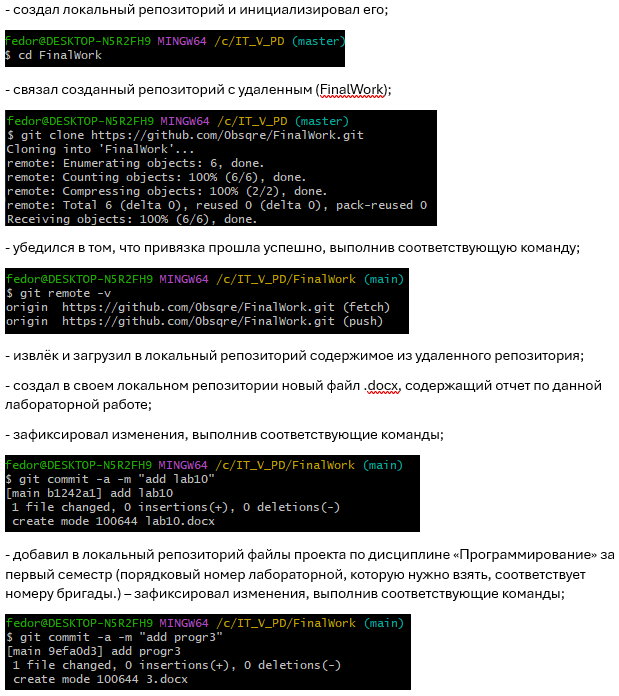 - создал локальный репозиторий и инициализировал его;
fedor@DESKTOP-N5R2FH9 MINGW64 /c/IT_V_PD (master)
$ cd FinalWork
- связал созданный репозиторий с удаленным (FinalWork);
fedor@DESKTOP-N5R2FH9 MINGW64 /c/IT_V_PD (master)
$ git clone https://github.com/Obsqre/FinalWork.git
Cloning into 'FinalWork'...
remote: Enumerating objects: 6, done.
remote: Counting objects: 100% (6/6), done.
remote: Compressing objects: 100% (2/2), done.
remote: Total 6 (delta 0), reused 0 (delta 0), pack-reused 0
Receiving objects: 100% (6/6), done.
- убедился в том, что привязка прошла успешно, выполнив соответствующую команду;
fedor@DESKTOP-N5R2FH9 MINGW64 /c/IT_V_PD/FinalWork (main)
$ git remote -v
origin  https://github.com/Obsqre/FinalWork.git (fetch)
origin  https://github.com/Obsqre/FinalWork.git (push)
- извлёк и загрузил в локальный репозиторий содержимое из удаленного репозитория;
- создал в своем локальном репозитории новый файл .docx, содержащий отчет по данной
лабораторной работе;
- зафиксировал изменения, выполнив соответствующие команды;
fedor@DESKTOP-N5R2FH9 MINGW64 /c/IT_V_PD/FinalWork (main)
$ git commit -a -m "add lab10"
[main b1242a1] add lab10
1 file changed, 0 insertions(+), 0 deletions(-)
create mode 100644 lab10.docx
- добавил в локальный репозиторий файлы проекта по дисциплине «Программирование» за
первый семестр (порядковый номер лабораторной, которую нужно взять, соответствует
номеру бригады.) – зафиксировал изменения, выполнив соответствующие команды;
fedor@DESKTOP-N5R2FH9 MINGW64 /c/IT_V_PD/FinalWork (main)
$ git commit -a -m "add progr3"
[main 9efa0d3] add progr3
1 file changed, 0 insertions(+), 0 deletions(-)
create mode 100644 3.docx